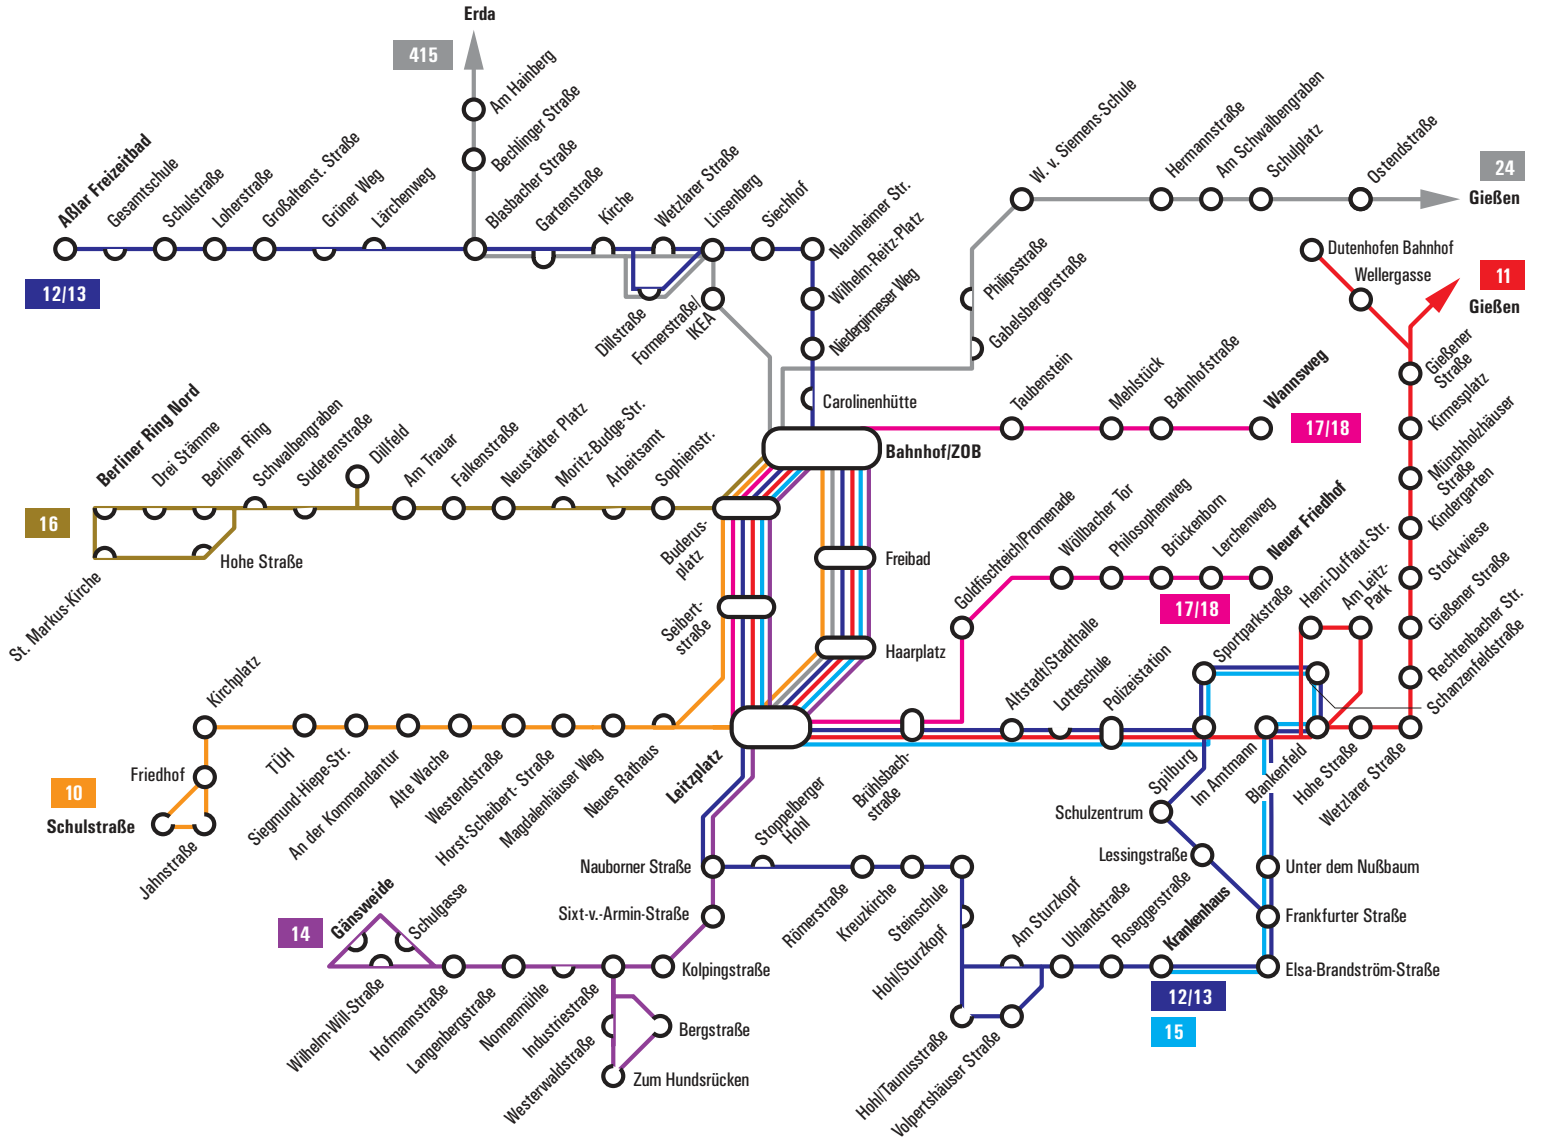 Erda
415
Am Hainberg
Bechlinger Straße
Aßlar Freizeitbad
Gesamtschule
Schulstraße
Loherstraße
Großaltenst. Straße
Grüner Weg
Lärchenweg
Blasbacher Straße
Gartenstraße
Kirche
Wetzlarer Straße
Linsenberg
Siechhof
Naunheimer Str.
Wilhelm-Reitz-Platz
Niedergirmeser Weg
Carolinenhütte
12/13
Dillstraße
Formerstraße/
IKEA
W. v. Siemens-Schule
Hermannstraße
Am Schwalbengraben
Schulplatz
Ostendstraße
24
Gießen
Philipsstraße
Gabelsbergerstraße
Dutenhofen Bahnhof
Wellergasse
11
Gießen
Gießener
Straße
Kirmesplatz
Münchholzhäuser
Straße
Kindergarten
Stockwiese
Gießener Straße
Rechtenbacher Str.
Schanzenfeldstraße
Taubenstein
Mehlstück
Bahnhofstraße
Wannsweg
17/18
Bahnhof/ZOB
Berliner Ring Nord
Drei Stämme
Berliner Ring
Schwalbengraben
Sudetenstraße
Dillfeld
Am Trauar
Falkenstraße
Neustädter Platz
Moritz-Budge-Str.
Arbeitsamt
Sophienstr.
16
St. Markus-Kirche
Hohe Straße
Buderus-
platz
Freibad
Seibert-
straße
Haarplatz
Goldfischteich/Promenade
Wöllbacher Tor
Philosophenweg
Brückenborn
Lerchenweg
Neuer Friedhof
17/18
Altstadt/Stadthalle
Lotteschule
Polizeistation
Sportparkstraße
Henri-Duffaut-Str.
Am Leitz-
Park
Kirchplatz
Friedhof
10
Schulstraße
Jahnstraße
TÜH
Siegmund-Hiepe-Str.
An der Kommandantur
Alte Wache
Westendstraße
Horst-Scheibert- Straße
Magdalenhäuser Weg
Neues Rathaus
Leitzplatz
Stoppelberger
Hohl
Brühlsbach-
straße
Spilburg
Im Amtmann
Blankenfeld
Hohe Straße
Wetzlarer Straße
Schulzentrum
Lessingstraße
Unter dem Nußbaum
Frankfurter Straße
Elsa-Brandström-Straße
Nauborner Straße
Sixt-v.-Armin-Straße
Kolpingstraße
Römerstraße
Kreuzkirche
Steinschule
Hohl/Sturzkopf
Am Sturzkopf
Uhlandstraße
Roseggerstraße
Krankenhaus
12/13
15
Hohl/Taunusstraße
Volpertshäuser Straße
14
Gänsweide
Schulgasse
Wilhelm-Will-Straße
Hofmannstraße
Langenbergstraße
Nonnenmühle
Industriestraße
Westerwaldstraße
Bergstraße
Zum Hundsrücken